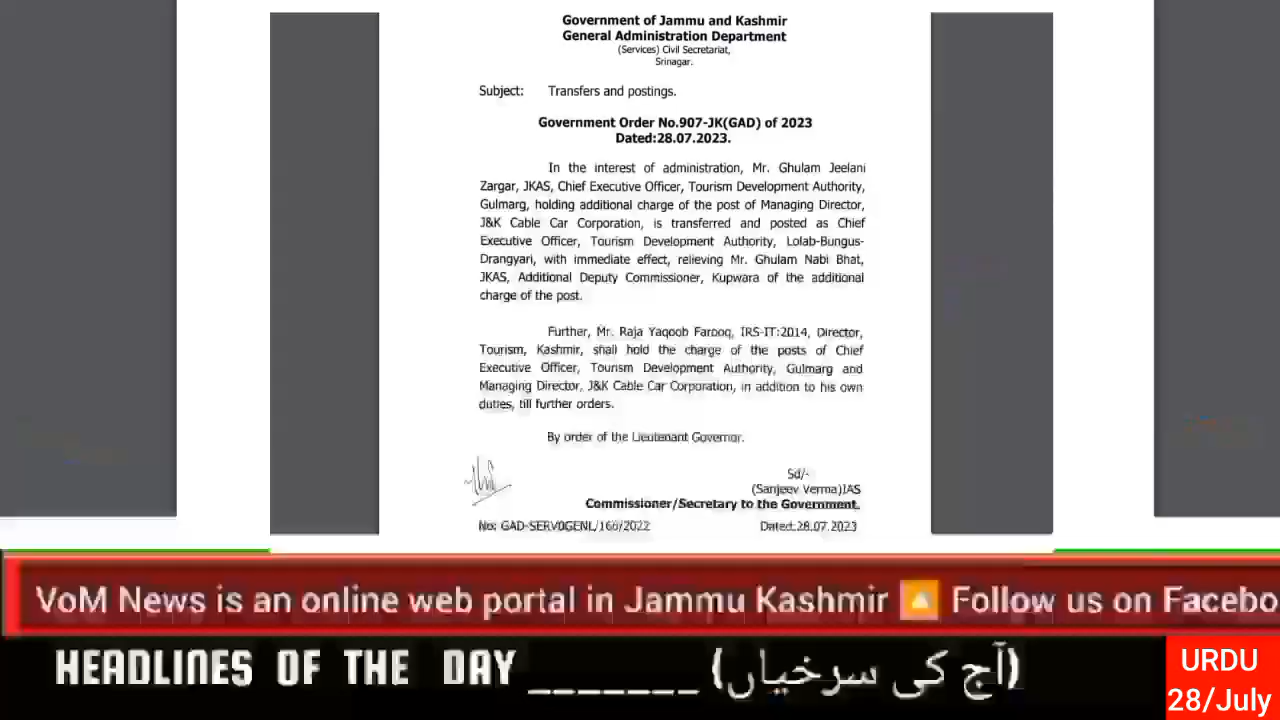 Government of Jammu and Kashmir
General Administration Department
(Services) Civil Secretariat,
Srinagar.
Subject: Transfers and postings.
Government Order No.907-JK(GAD) of 2023
Dated:28.07.2023.
In the interest of administration, Mr. Ghulam Jeelani
Zargar, JKAS, Chief Executive Officer, Tourism Development Authority,
Gulmarg, holding additional charge of the post of Managing Director,
J&K Cable Car Corporation, is transferred and posted as Chief
Executive Officer, Tourism Development Authority, Lolab-Bungus-
Drangyari, with immediate effect, relieving Mr. Ghulam Nabi Bhat,
JKAS, Additional Deputy Commissioner, Kupwara of the additional
charge of the post.
Further, Mr. Raja Yaqoob Farooq, IRS-IT:2014, Director,
Tourism, Kashmir, shall hold the charge of the posts of Chief
Executive Officer, Tourism Development Authority, Gulmarg and
Managing Director, J&K Cable Car Corporation, in addition to his own
duties, till further orders.
By order of the Lieutenant Governor.
Sd/-
(Sanjeev Verma)IAS
Commissioner/Secretary to the Government.
No: GAD-SERV0GENL/166/2022 Dated:28.07.2023
VoM News is an online web portal in Jammu Kashmir 🔼 Follow us on Facebo
HEADLINES OF THE DAY _______ (آج کی سرخیاں)
URDU
28/July